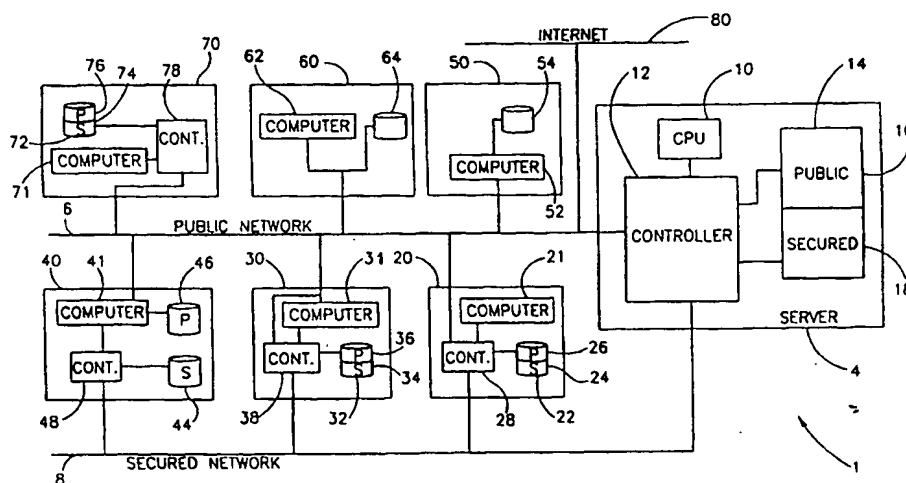 INTERNET
80
70
76 74 78
62
60
64
50
54
12
10
14
16
P
S
72
COMPUTER
71
CONT.
COMPUTER
COMPUTER
52
CPU
PUBLIC
CONTROLLER
SECURED
18
6
PUBLIC NETWORK
40
41
46
30
31
20
21
COMPUTER
P
COMPUTER
COMPUTER
SERVER
4
CONT.
S
CONT.
P
S
36
34
CONT.
P
S
26
24
48
44
38
32
28
22
8
SECURED NETWORK
1